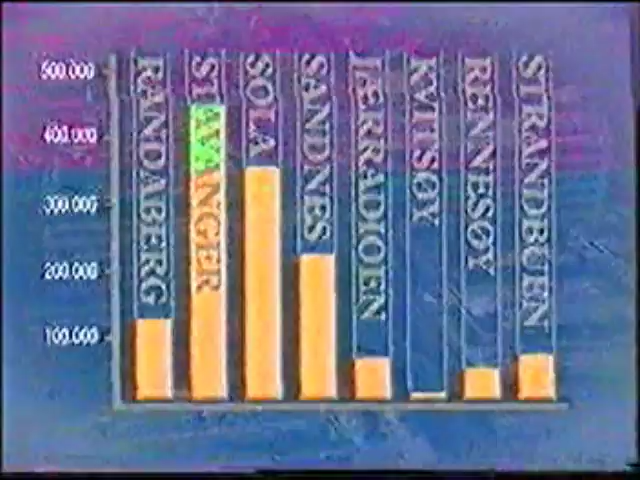 500.000
400.000
300.000
200.000
100.000
RANDABERG
STAVANGER
SOLA
SANDNES
JÆRRADIOEN
KVITSØY
RENNESØY
STRANDBUEN